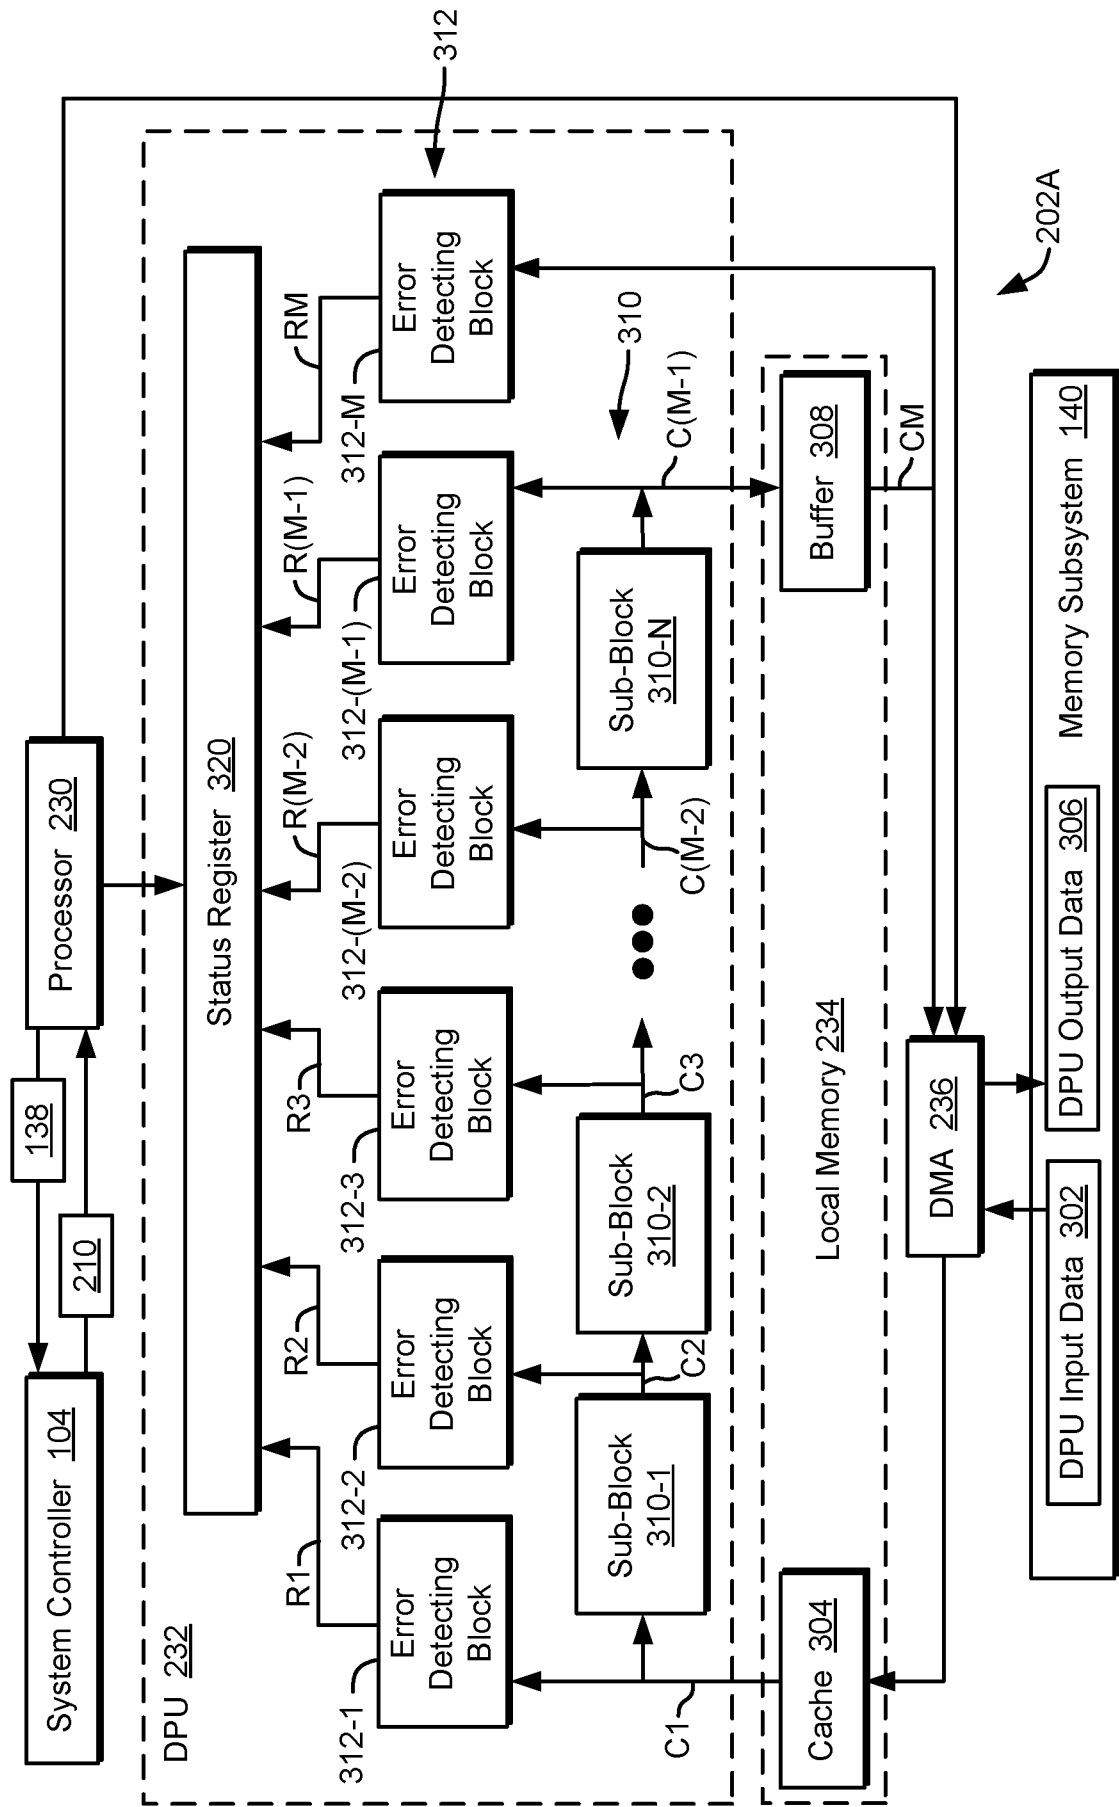 System Controller 104
138
210
Processor 230
DPU 232
Status Register 320
R1
R2
R3
R(M-2)
R(M-1)
RM
312
312-1
312-2
312-3
312-(M-2)
312-(M-1)
312-M
Error
Detecting
Block
Error
Detecting
Block
Error
Detecting
Block
Error
Detecting
Block
Error
Detecting
Block
Error
Detecting
Block
310
Sub-Block
310-1
Sub-Block
310-2
Sub-Block
310-N
C1
C2
C3
C(M-2)
C(M-1)
Cache 304
Local Memory 234
Buffer 308
CM
DMA 236
202A
DPU Input Data 302
DPU Output Data 306
Memory Subsystem 140